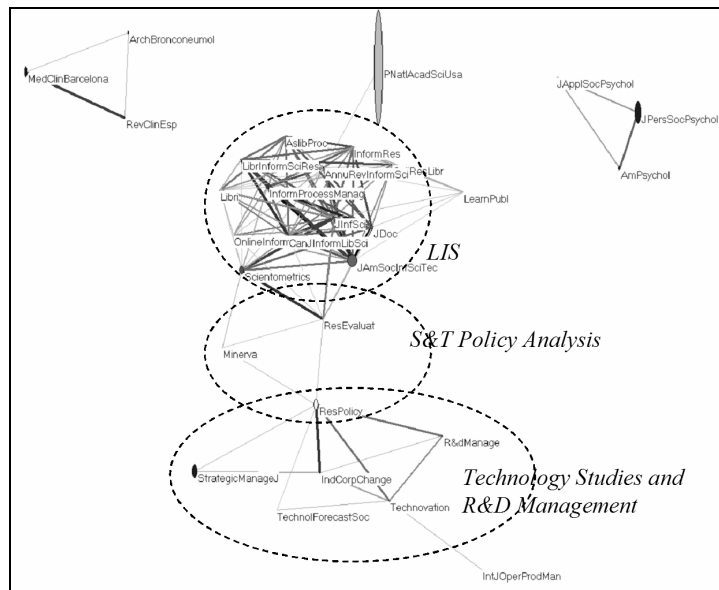 ArchBronconeumol
MedClinBarcelona
RevClinEsp
PNatlAcadSciUsa
JApplSocPsychol
JPersSocPsychol
AmPsychol
AslibProc
InformRes
LibrInformSciRes
AnnuRevInformSci
ResLibr
Libri
InformProcessManag
LearnPubl
JInfSci
JDoc
OnlineInform
CanJInformLibSci
LIS
Scientometrics
JAmSocInfSciTec
ResEvaluat
S&T Policy Analysis
Minerva
ResPolicy
R&dManage
StrategicManageJ
IndCorpChange
Technology Studies and
R&D Management
TechnolForecastSoc
Technovation
IntJOperProdMan